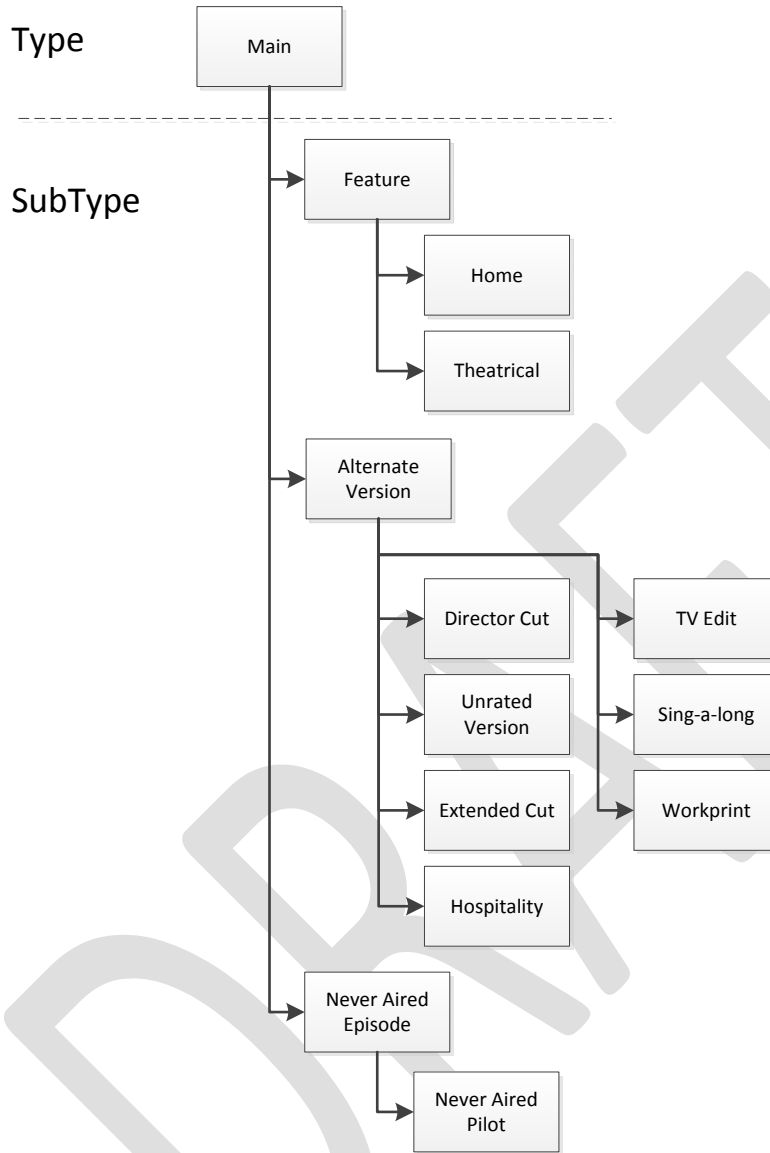 Type
Main
SubType
Feature
Home
Theatrical
Alternate
Version
Director Cut
TV Edit
Unrated
Version
Sing-a-long
Extended Cut
Workprint
Hospitality
Never Aired
Episode
Never Aired
Pilot
DRAFT